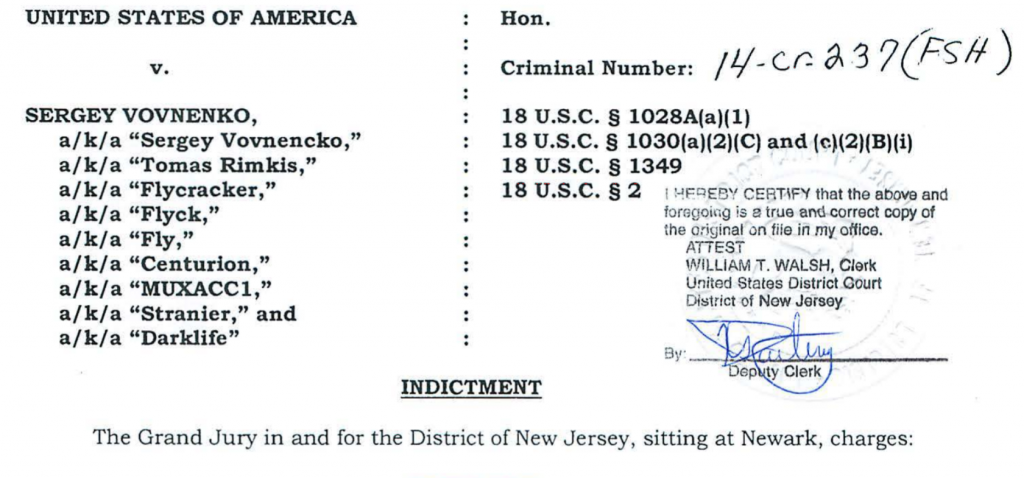 UNITED STATES OF AMERICA : Hon.
:
v. : Criminal Number: 14-cr-237(FSH)
:
SERGEY VOVNENKO, : 18 U.S.C. § 1028A(a)(1)
a/k/a “Sergey Vovnencko,” : 18 U.S.C. § 1030(a)(2)(C) and (c)(2)(B)(i)
a/k/a “Tomas Rimkis,” : 18 U.S.C. § 1349
a/k/a “Flycracker,” : 18 U.S.C. § 2
a/k/a “Flyck,” :
a/k/a “Fly,” :
a/k/a “Centurion,” :
a/k/a “MUXACC1,” :
a/k/a “Stranier,” and :
a/k/a “Darklife” :
I HEREBY CERTIFY that the above and
foregoing is a true and correct copy of
the original on file in my office.
ATTEST
WILLIAM T. WALSH, Clerk
United States District Court
District of New Jersey
By:
Deputy Clerk
INDICTMENT
The Grand Jury in and for the District of New Jersey, sitting at Newark, charges: